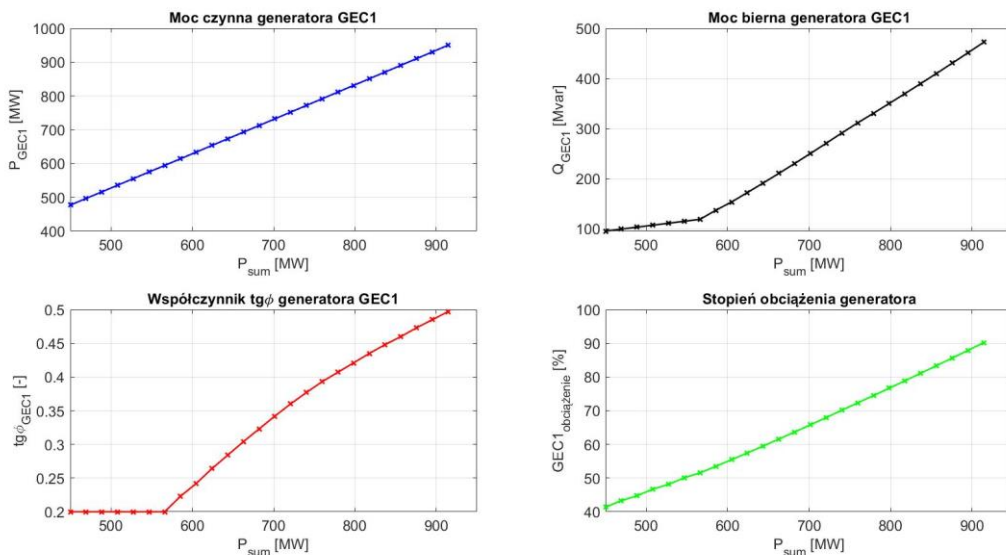 Moc czynna generatora GEC1
1000
900
800
700
600
500
400
P_GEC1 [MW]
500 600 700 800 900
P_sum [MW]
Moc bierna generatora GEC1
500
400
300
200
100
Q_GEC1 [Mvar]
500 600 700 800 900
P_sum [MW]
Współczynnik tgϕ generatora GEC1
0.5
0.45
0.4
0.35
0.3
0.25
0.2
tgϕ_GEC1 [-]
500 600 700 800 900
P_sum [MW]
Stopień obciążenia generatora
100
90
80
70
60
50
40
GEC1_obciążenie [%]
500 600 700 800 900
P_sum [MW]